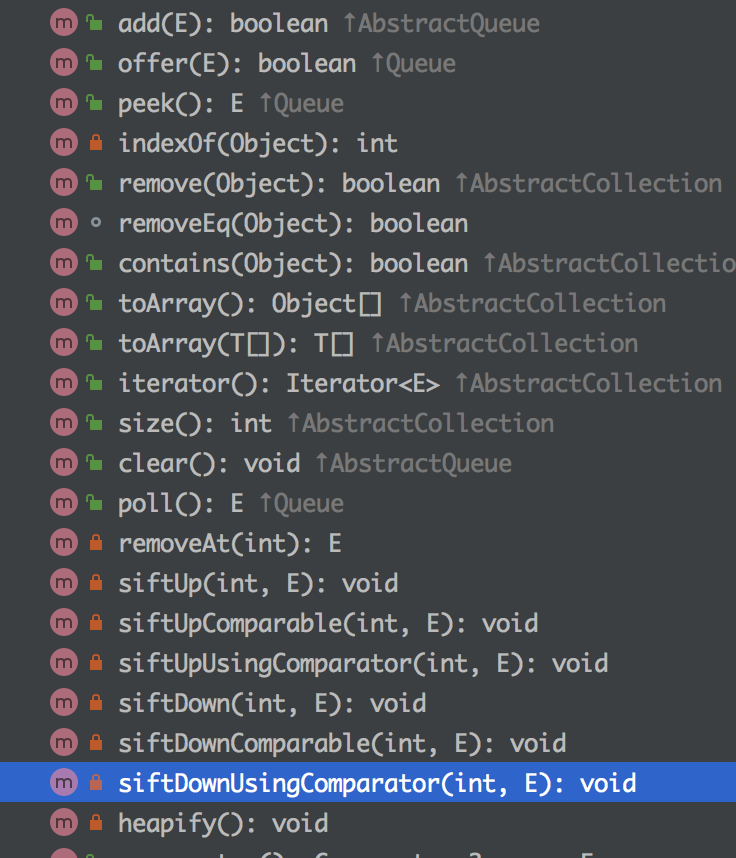 m add(E): boolean ↑AbstractQueue
m offer(E): boolean ↑Queue
m peek(): E ↑Queue
m indexOf(Object): int
m remove(Object): boolean ↑AbstractCollection
m removeEq(Object): boolean
m contains(Object): boolean ↑AbstractCollectio
m toArray(): Object[] ↑AbstractCollection
m toArray(T[]): T[] ↑AbstractCollection
m iterator(): Iterator<E> ↑AbstractCollection
m size(): int ↑AbstractCollection
m clear(): void ↑AbstractQueue
m poll(): E ↑Queue
m removeAt(int): E
m siftUp(int, E): void
m siftUpComparable(int, E): void
m siftUpUsingComparator(int, E): void
m siftDown(int, E): void
m siftDownComparable(int, E): void
m siftDownUsingComparator(int, E): void
m heapify(): void